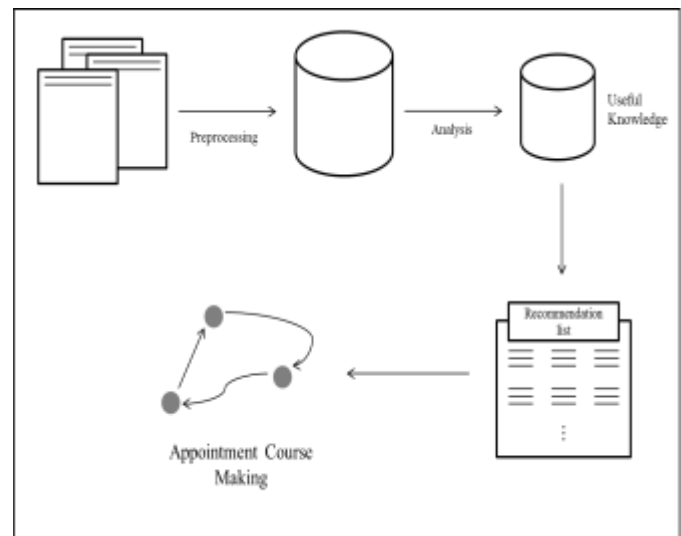 Preprocessing
Analysis
Useful
Knowledge
Recommendation
list
Appointment Course
Making